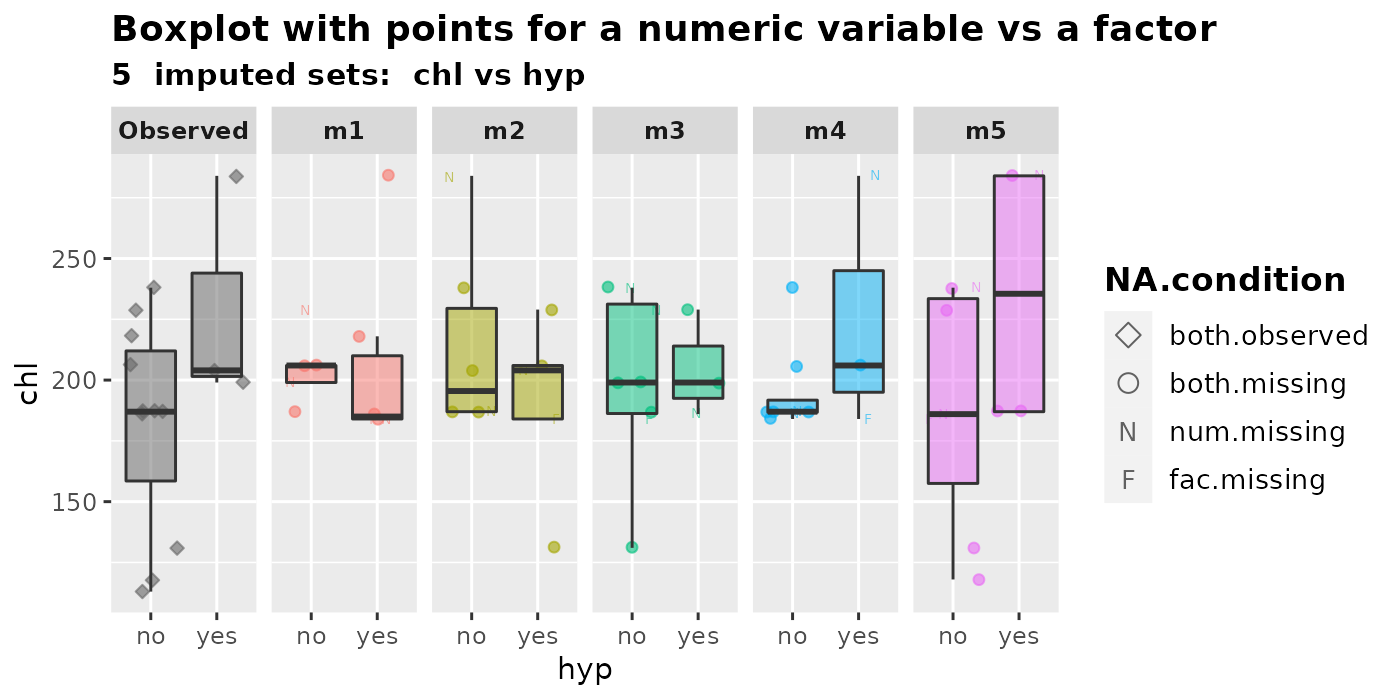 Boxplot with points for a numeric variable vs a factor
5  imputed sets:  chl vs hyp
Observed m1 m2 m3 m4 m5
250
200
150
chl
no yes no yes no yes no yes no yes no yes
hyp
NA.condition
both.observed
both.missing
N num.missing
F fac.missing